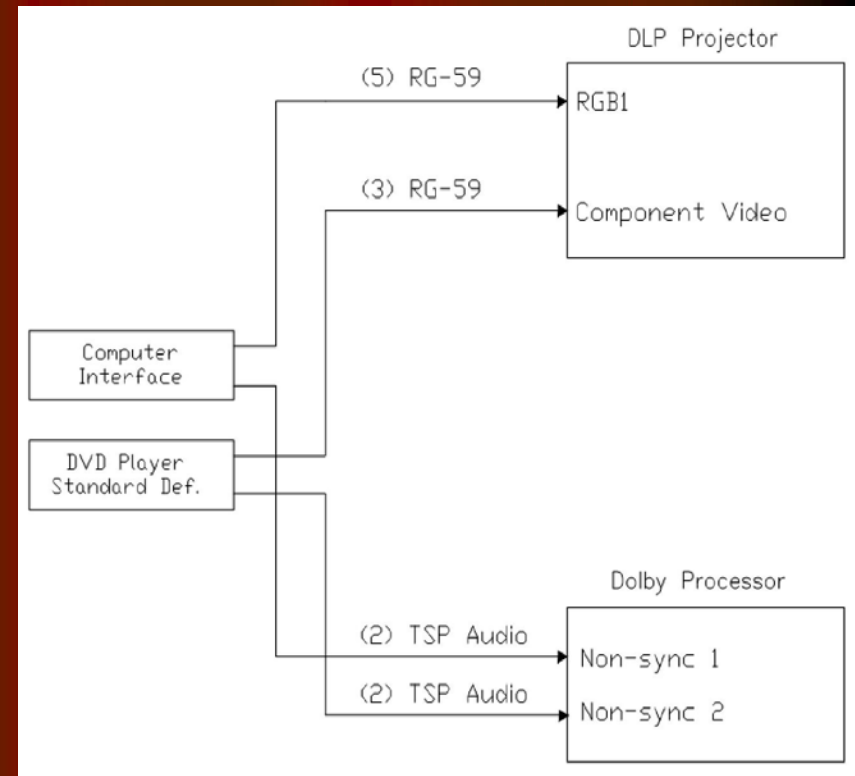 DLP Projector
(5) RG-59
RGB1
(3) RG-59
Component Video
Computer
Interface
DVD Player
Standard Def.
Dolby Processor
(2) TSP Audio
Non-sync 1
(2) TSP Audio
Non-sync 2